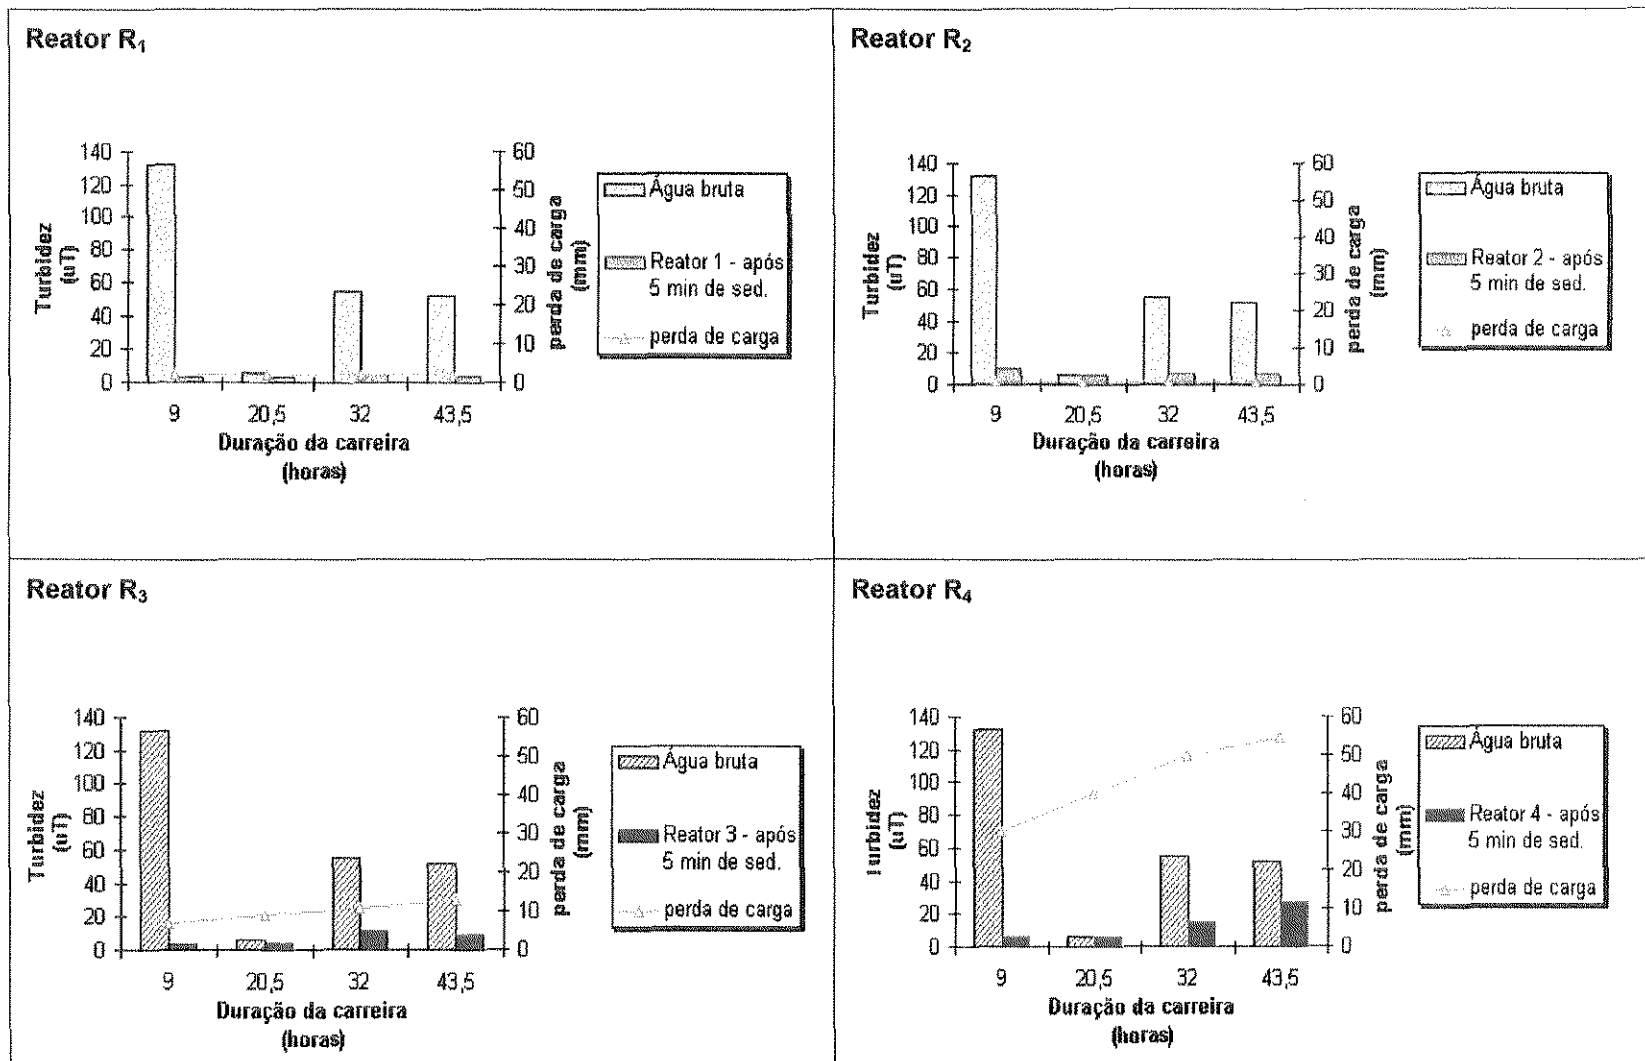 Reator R₁
140
120
100
80
60
40
20
0
Turbidez
(uT)
60
50
40
30
20
10
0
perda de carga
(mm)
9 20,5 32 43,5
Duração da carreira
(horas)
Água bruta
Reator 1 - após
5 min de sed.
perda de carga
Reator R₂
140
120
100
80
60
40
20
0
Turbidez
(uT)
60
50
40
30
20
10
0
perda de carga
(mm)
9 20,5 32 43,5
Duração da carreira
(horas)
Água bruta
Reator 2 - após
5 min de sed.
perda de carga
Reator R₃
140
120
100
80
60
40
20
0
Turbidez
(uT)
60
50
40
30
20
10
0
perda de carga
(mm)
9 20,5 32 43,5
Duração da carreira
(horas)
Água bruta
Reator 3 - após
5 min de sed.
perda de carga
Reator R₄
140
120
100
80
60
40
20
0
Turbidez
(uT)
60
50
40
30
20
10
0
perda de carga
(mm)
9 20,5 32 43,5
Duração da carreira
(horas)
Água bruta
Reator 4 - após
5 min de sed.
perda de carga